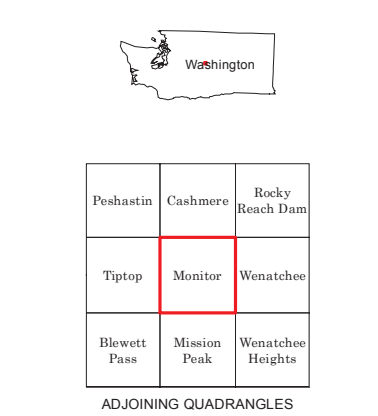 Washington
Peshastin
Cashmere
Rocky
Reach Dam
Tiptop
Monitor
Wenatchee
Blewett
Pass
Mission
Peak
Wenatchee
Heights
ADJOINING QUADRANGLES